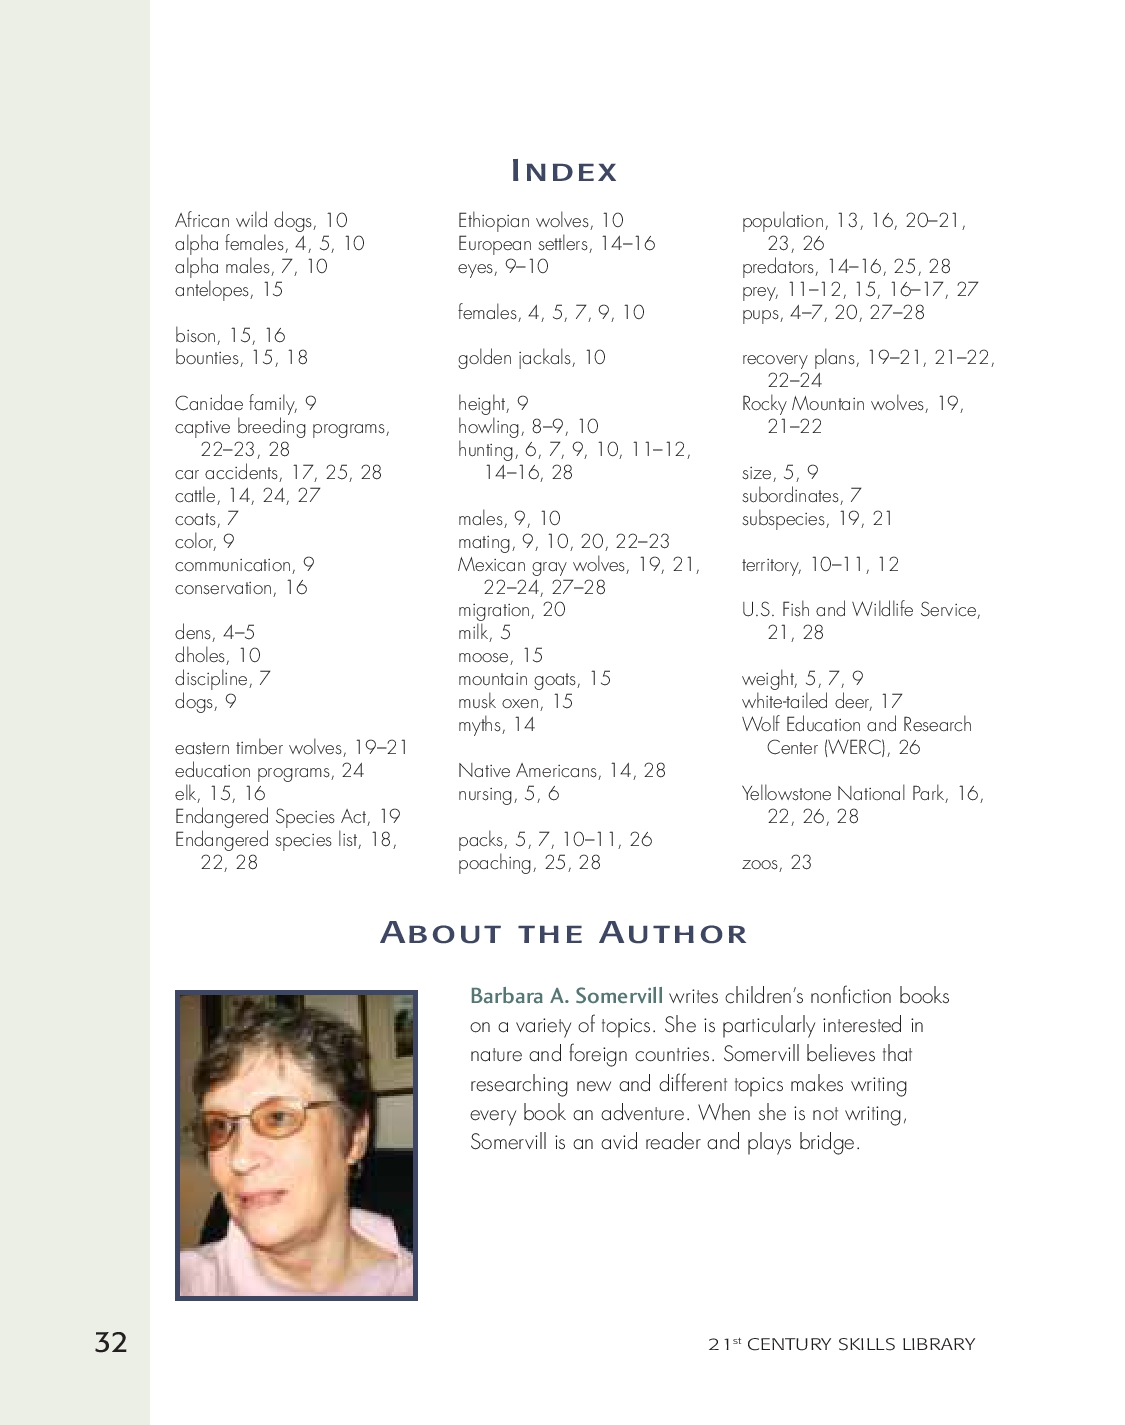 INDEX
African wild dogs, 10
alpha females, 4, 5, 10
alpha males, 7, 10
antelopes, 15
bison, 15, 16
bounties, 15, 18
Canidae family, 9
captive breeding programs,
22–23, 28
car accidents, 17, 25, 28
cattle, 14, 24, 27
coats, 7
color, 9
communication, 9
conservation, 16
dens, 4–5
dholes, 10
discipline, 7
dogs, 9
eastern timber wolves, 19–21
education programs, 24
elk, 15, 16
Endangered Species Act, 19
Endangered species list, 18,
22, 28
Ethiopian wolves, 10
European settlers, 14–16
eyes, 9–10
females, 4, 5, 7, 9, 10
golden jackals, 10
height, 9
howling, 8–9, 10
hunting, 6, 7, 9, 10, 11–12,
14–16, 28
males, 9, 10
mating, 9, 10, 20, 22–23
Mexican gray wolves, 19, 21,
22–24, 27–28
migration, 20
milk, 5
moose, 15
mountain goats, 15
musk oxen, 15
myths, 14
Native Americans, 14, 28
nursing, 5, 6
packs, 5, 7, 10–11, 26
poaching, 25, 28
population, 13, 16, 20–21,
23, 26
predators, 14–16, 25, 28
prey, 11–12, 15, 16–17, 27
pups, 4–7, 20, 27–28
recovery plans, 19–21, 21–22,
22–24
Rocky Mountain wolves, 19,
21–22
size, 5, 9
subordinates, 7
subspecies, 19, 21
territory, 10–11, 12
U.S. Fish and Wildlife Service,
21, 28
weight, 5, 7, 9
white-tailed deer, 17
Wolf Education and Research
Center (WERC), 26
Yellowstone National Park, 16,
22, 26, 28
zoos, 23
ABOUT THE AUTHOR
Barbara A. Somervill writes children's nonfiction books
on a variety of topics. She is particularly interested in
nature and foreign countries. Somervill believes that
researching new and different topics makes writing
every book an adventure. When she is not writing,
Somervill is an avid reader and plays bridge.
32
21st CENTURY SKILLS LIBRARY